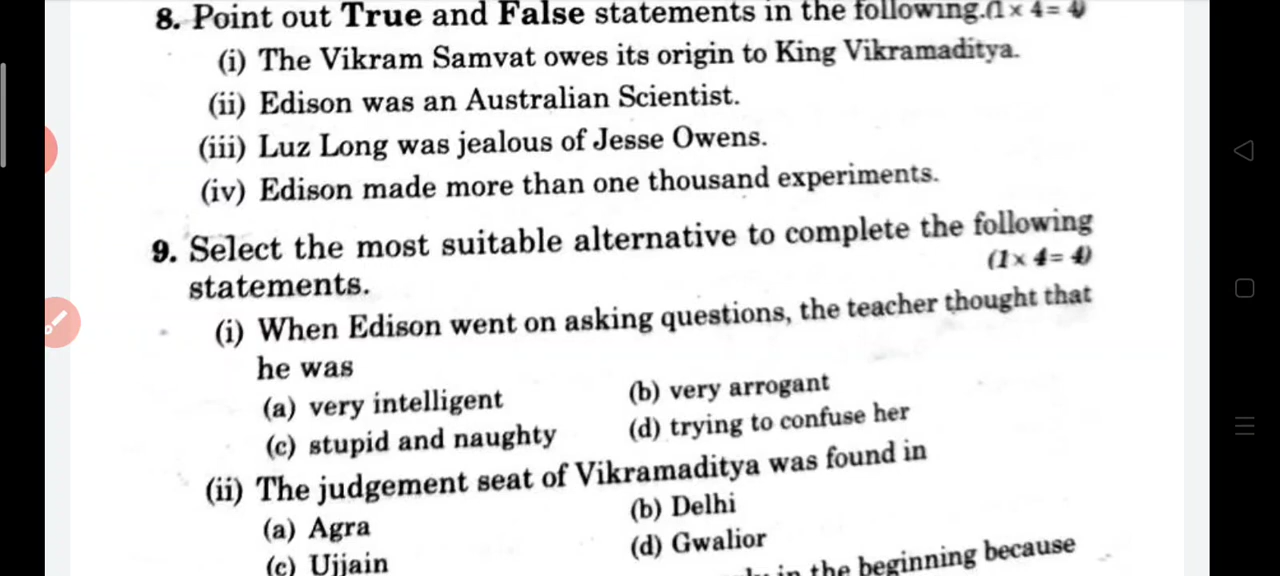 8. Point out True and False statements in the following.(1 × 4= 4)
(i) The Vikram Samvat owes its origin to King Vikramaditya.
(ii) Edison was an Australian Scientist.
(iii) Luz Long was jealous of Jesse Owens.
(iv) Edison made more than one thousand experiments.
9. Select the most suitable alternative to complete the following
statements. (1× 4= 4)
(i) When Edison went on asking questions, the teacher thought that
he was
(a) very intelligent (b) very arrogant
(c) stupid and naughty (d) trying to confuse her
(ii) The judgement seat of Vikramaditya was found in
(a) Agra (b) Delhi
(c) Ujjain (d) Gwalior
in the beginning because